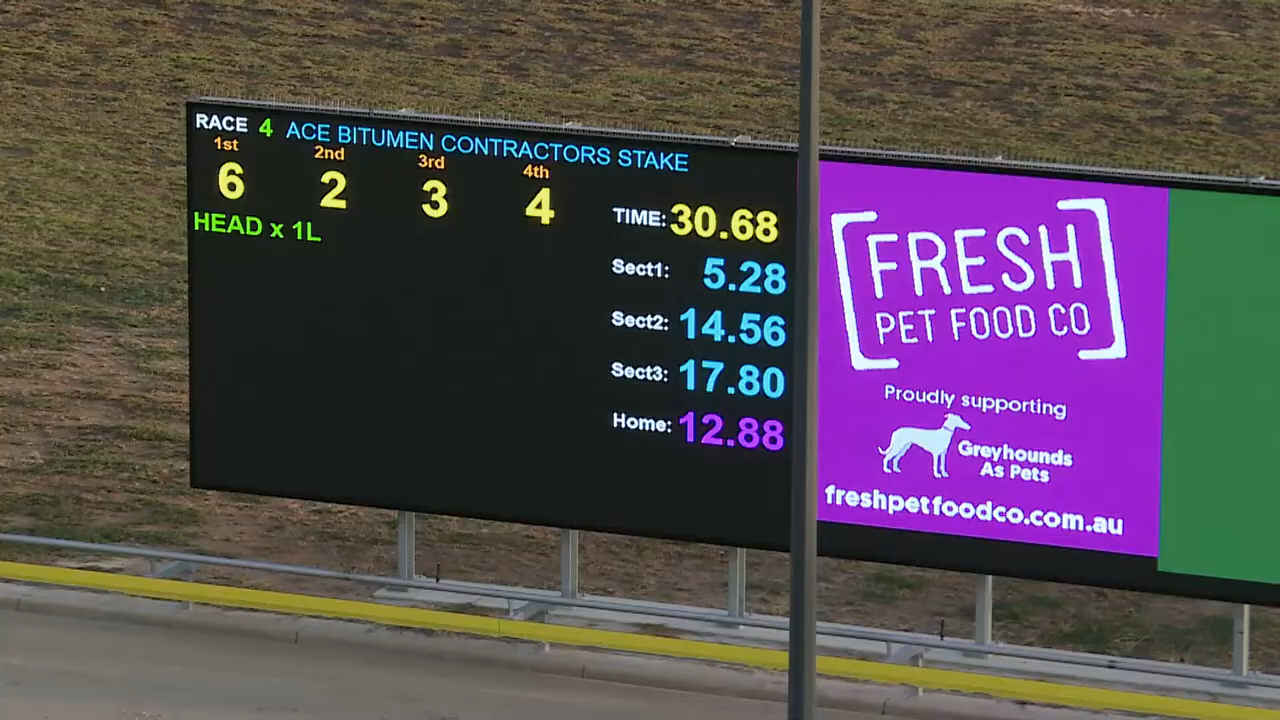 RACE 4 ACE BITUMEN CONTRACTORS STAKE
1st 2nd 3rd 4th
6 2 3 4
HEAD x 1L
TIME: 30.68
Sect1: 5.28
Sect2: 14.56
Sect3: 17.80
Home: 12.88
FRESH
PET FOOD CO
Proudly supporting
Greyhounds
As Pets
freshpetfoodco.com.au